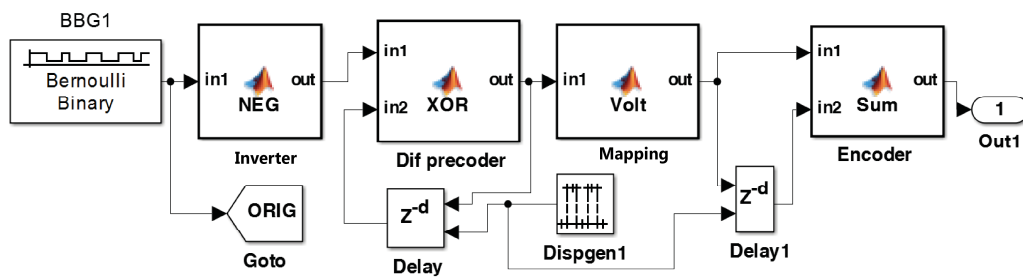 BBG1
Bernoulli
Binary
in1
out
NEG
Inverter
in1
in2
out
XOR
Dif precoder
in1
out
Volt
Mapping
in1
in2
out
Sum
Encoder
1
Out1
ORIG
Goto
Z-d
Delay
Dispgen1
Z-d
Delay1